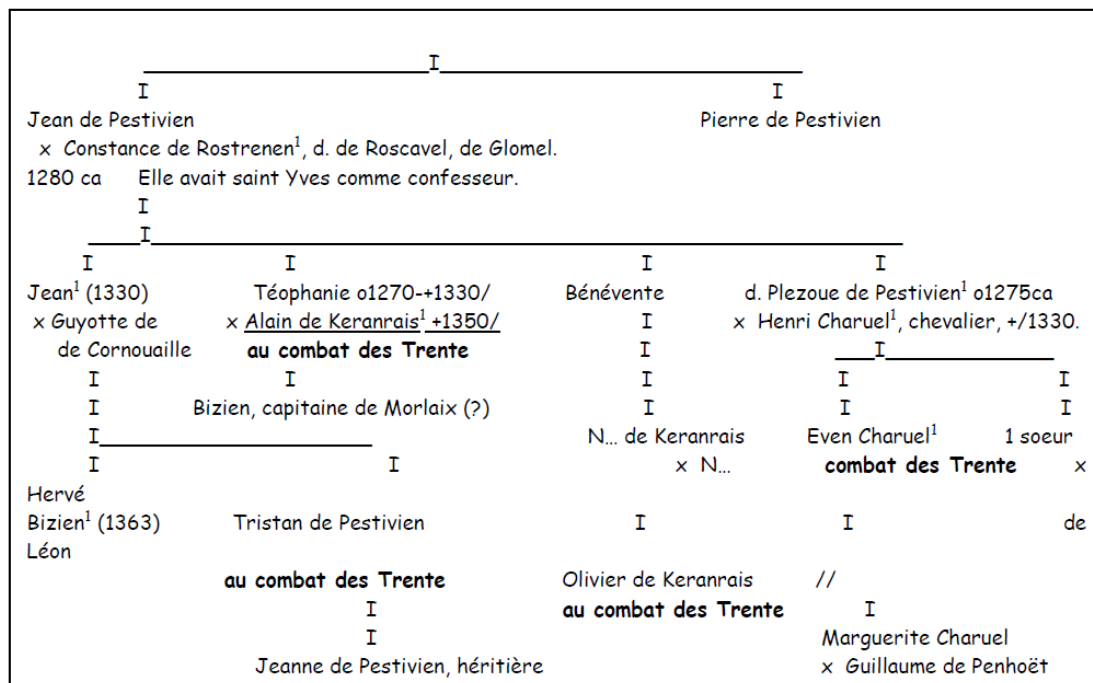 ____________________I____________________
I I
Jean de Pestivien Pierre de Pestivien
x Constance de Rostrenen¹, d. de Roscavel, de Glomel.
1280 ca Elle avait saint Yves comme confesseur.
I
____I____________________
I I I I
Jean¹ (1330) Téophanie o1270-+1330/ Bénévente d. Plezoue de Pestivien¹ o1275ca
x Guyotte de x Alain de Keranrais¹ +1350/ I x Henri Charuel¹, chevalier, +/1330.
de Cornouaille au combat des Trente I ___I____________
I I I I I
I Bizien, capitaine de Morlaix (?) I I I
I____________________ N... de Keranrais Even Charuel¹ 1 soeur
I I x N... combat des Trente x
Hervé
Bizien¹ (1363) Tristan de Pestivien I I de
Léon
au combat des Trente Olivier de Keranrais //
I au combat des Trente I
I Marguerite Charuel
Jeanne de Pestivien, héritière x Guillaume de Penhoët